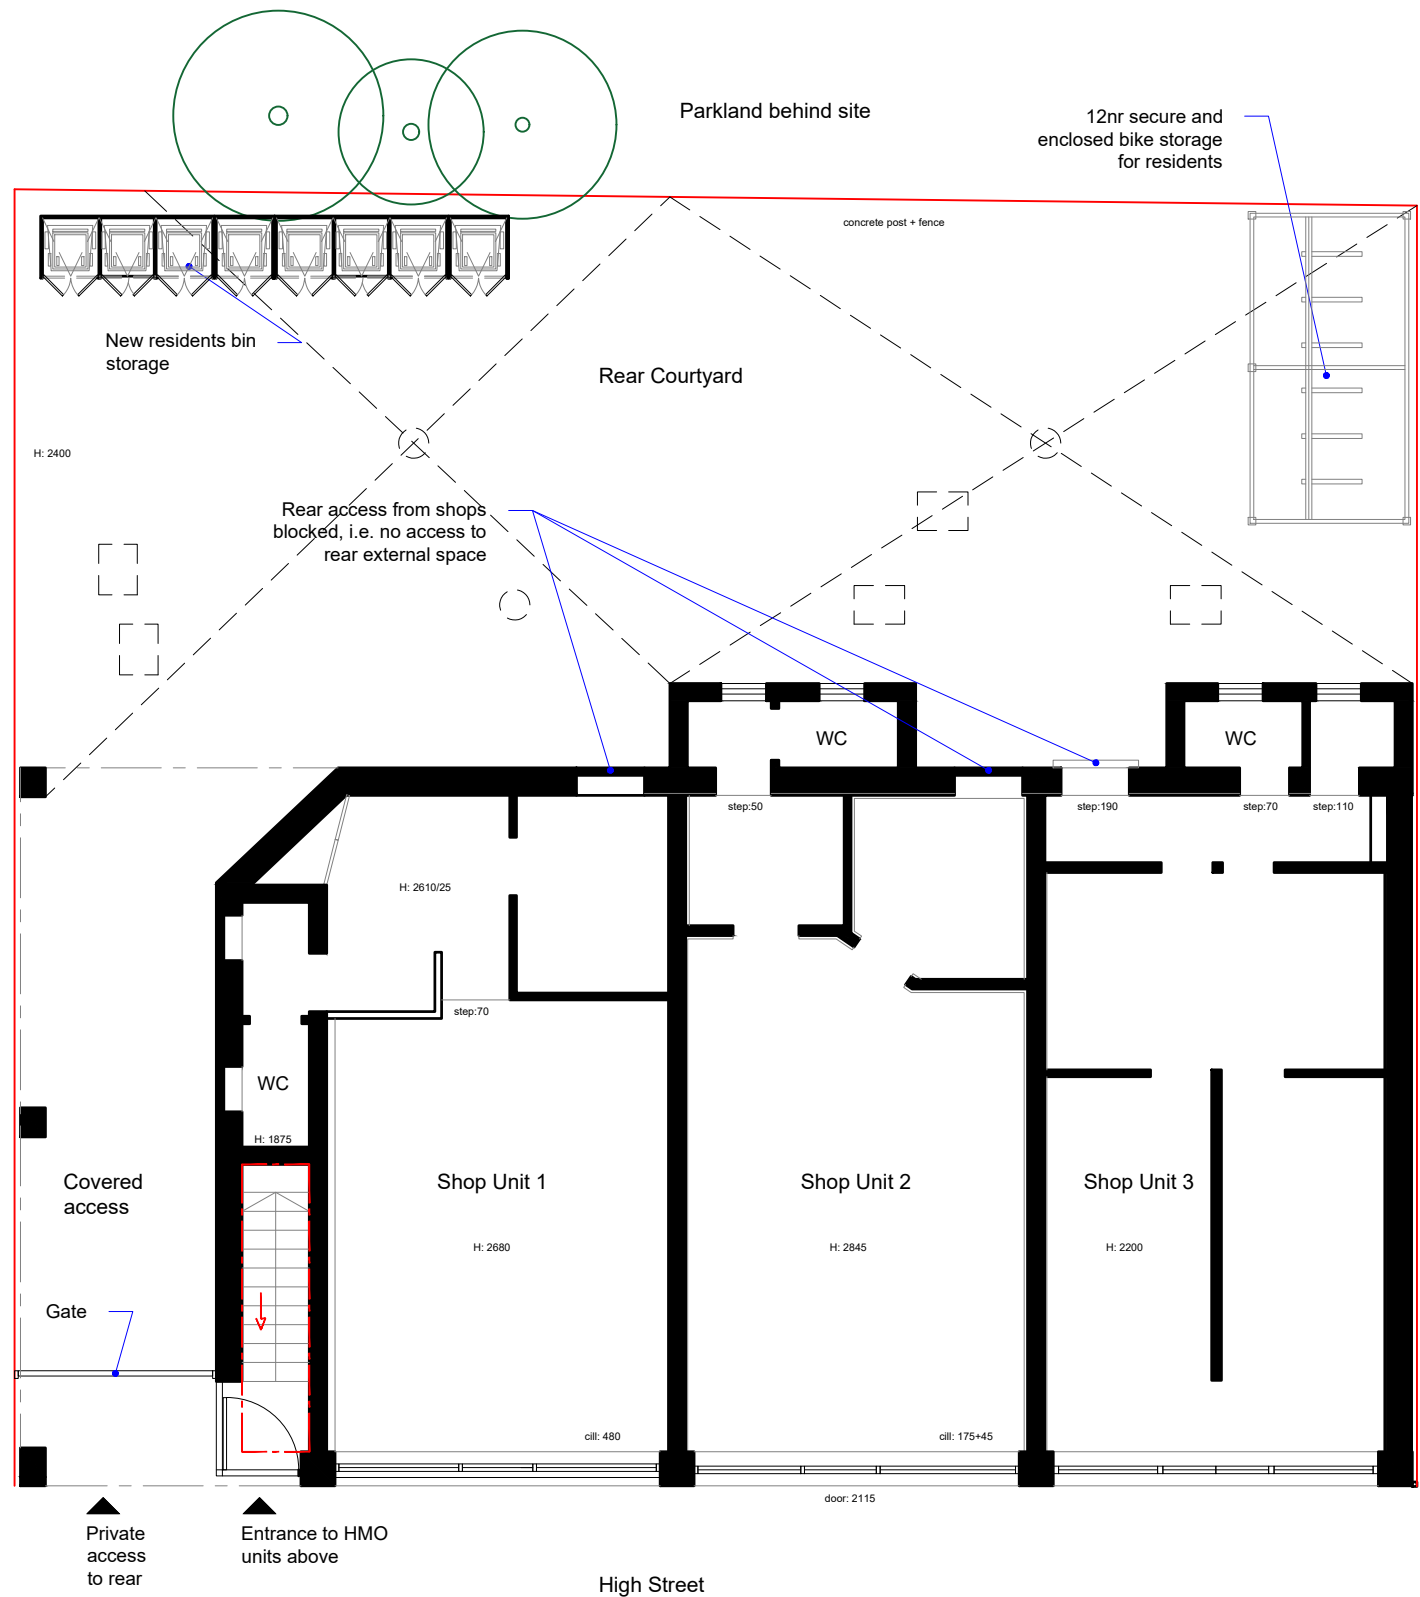 Parkland behind site
12nr secure and
enclosed bike storage
for residents
concrete post + fence
New residents bin
storage
Rear Courtyard
H: 2400
Rear access from shops
blocked, i.e. no access to
rear external space
WC
WC
step:50
step:190
step:70
step:110
H: 2610/25
step:70
WC
H: 1875
Covered
access
Shop Unit 1
Shop Unit 2
Shop Unit 3
H: 2680
H: 2845
H: 2200
Gate
cill: 480
cill: 175+45
door: 2115
Private
access
to rear
Entrance to HMO
units above
High Street